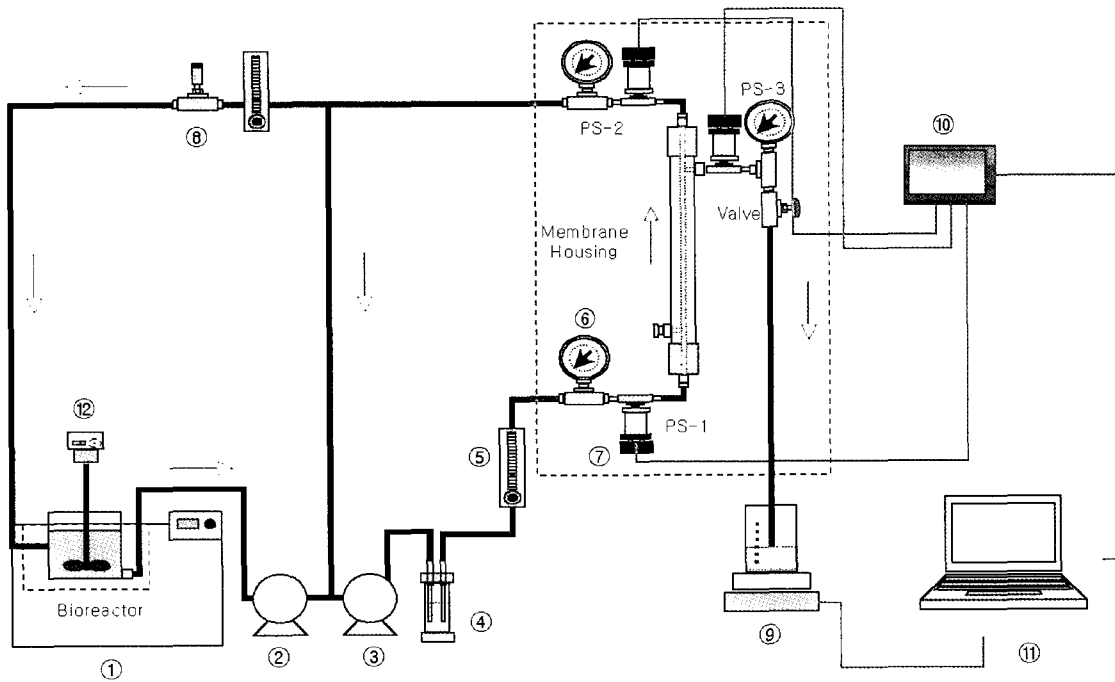 ⑧
PS-2
PS-3
⑩
Valve
Membrane
Housing
⑥
⑫
⑤
⑦
PS-1
Bioreactor
④
①
②
③
⑨
⑪